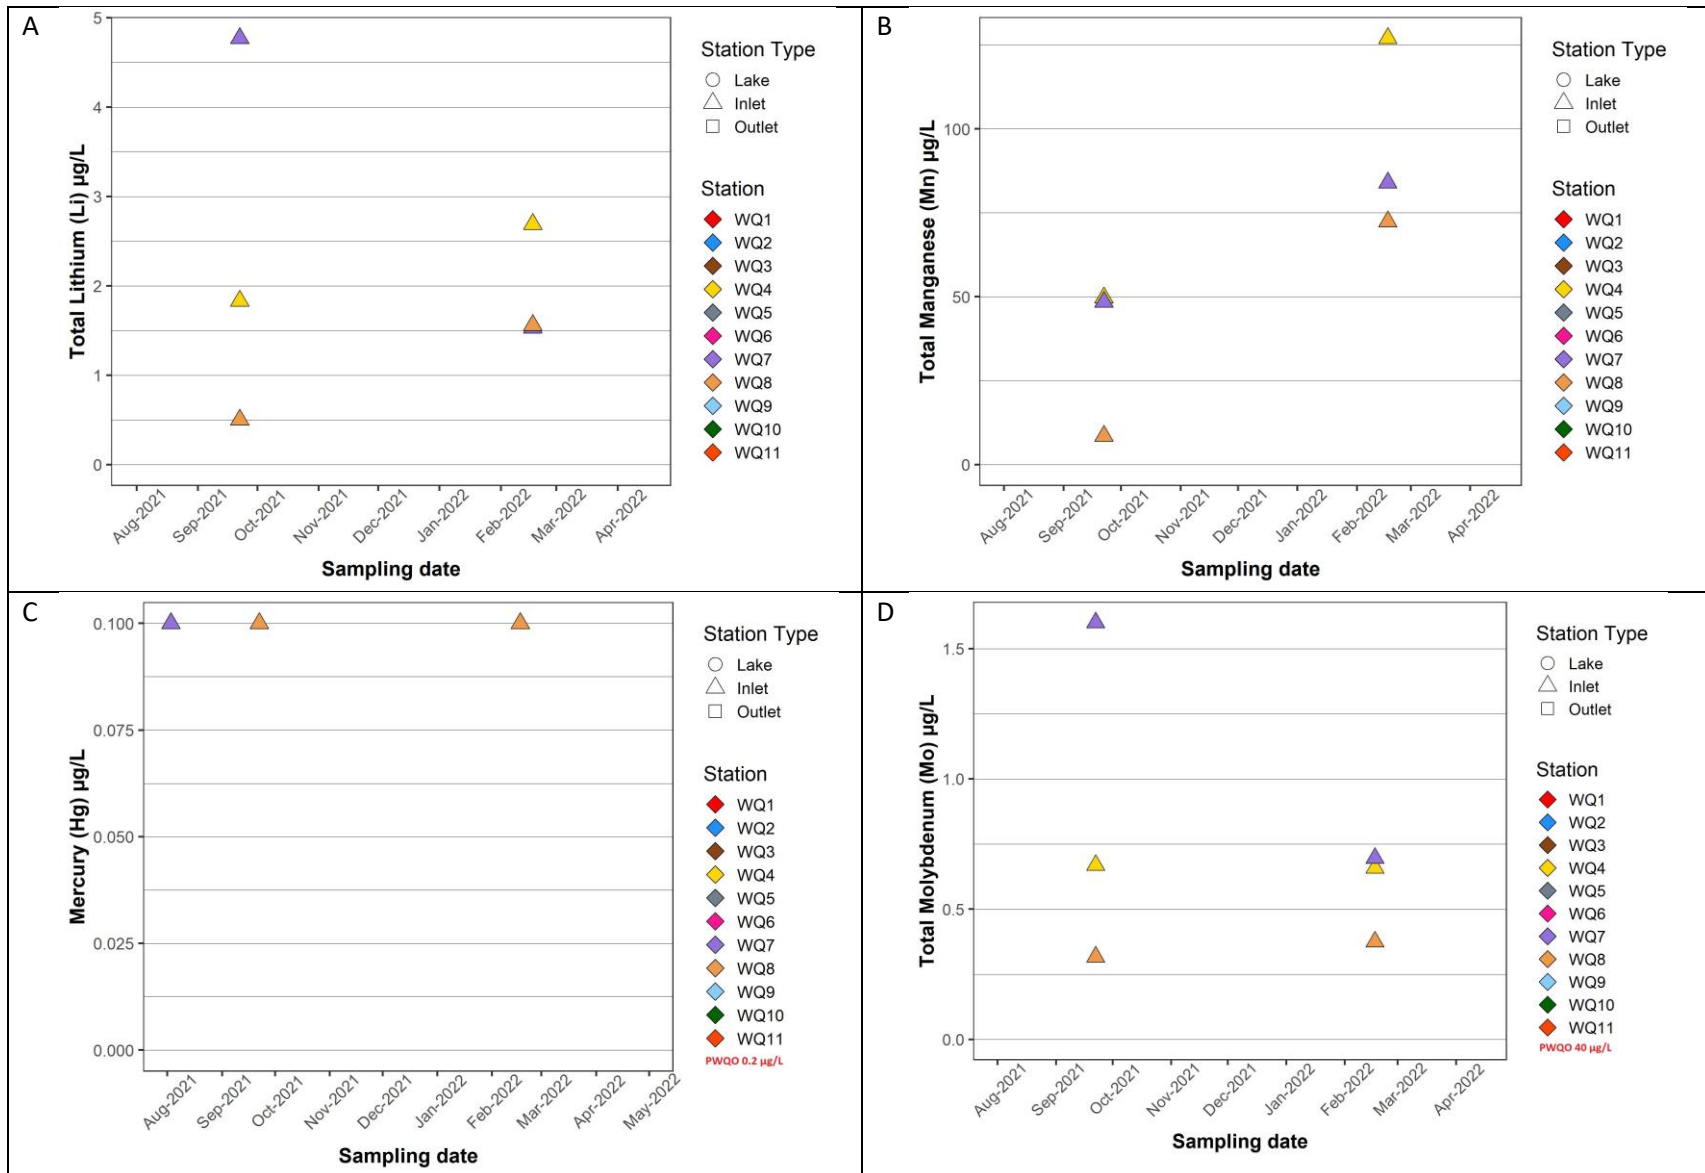 A
Total Lithium (Li) µg/L
5
4
3
2
1
0
Aug-2021
Sep-2021
Oct-2021
Nov-2021
Dec-2021
Jan-2022
Feb-2022
Mar-2022
Apr-2022
Sampling date
Station Type
Lake
Inlet
Outlet
Station
WQ1
WQ2
WQ3
WQ4
WQ5
WQ6
WQ7
WQ8
WQ9
WQ10
WQ11
B
Total Manganese (Mn) µg/L
100
50
0
Aug-2021
Sep-2021
Oct-2021
Nov-2021
Dec-2021
Jan-2022
Feb-2022
Mar-2022
Apr-2022
Sampling date
Station Type
Lake
Inlet
Outlet
Station
WQ1
WQ2
WQ3
WQ4
WQ5
WQ6
WQ7
WQ8
WQ9
WQ10
WQ11
C
Mercury (Hg) µg/L
0.100
0.075
0.050
0.025
0.000
Aug-2021
Sep-2021
Oct-2021
Nov-2021
Dec-2021
Jan-2022
Feb-2022
Mar-2022
Apr-2022
May-2022
Sampling date
Station Type
Lake
Inlet
Outlet
Station
WQ1
WQ2
WQ3
WQ4
WQ5
WQ6
WQ7
WQ8
WQ9
WQ10
WQ11
PWQO 0.2 µg/L
D
Total Molybdenum (Mo) µg/L
1.5
1.0
0.5
0.0
Aug-2021
Sep-2021
Oct-2021
Nov-2021
Dec-2021
Jan-2022
Feb-2022
Mar-2022
Apr-2022
Sampling date
Station Type
Lake
Inlet
Outlet
Station
WQ1
WQ2
WQ3
WQ4
WQ5
WQ6
WQ7
WQ8
WQ9
WQ10
WQ11
PWQO 40 µg/L